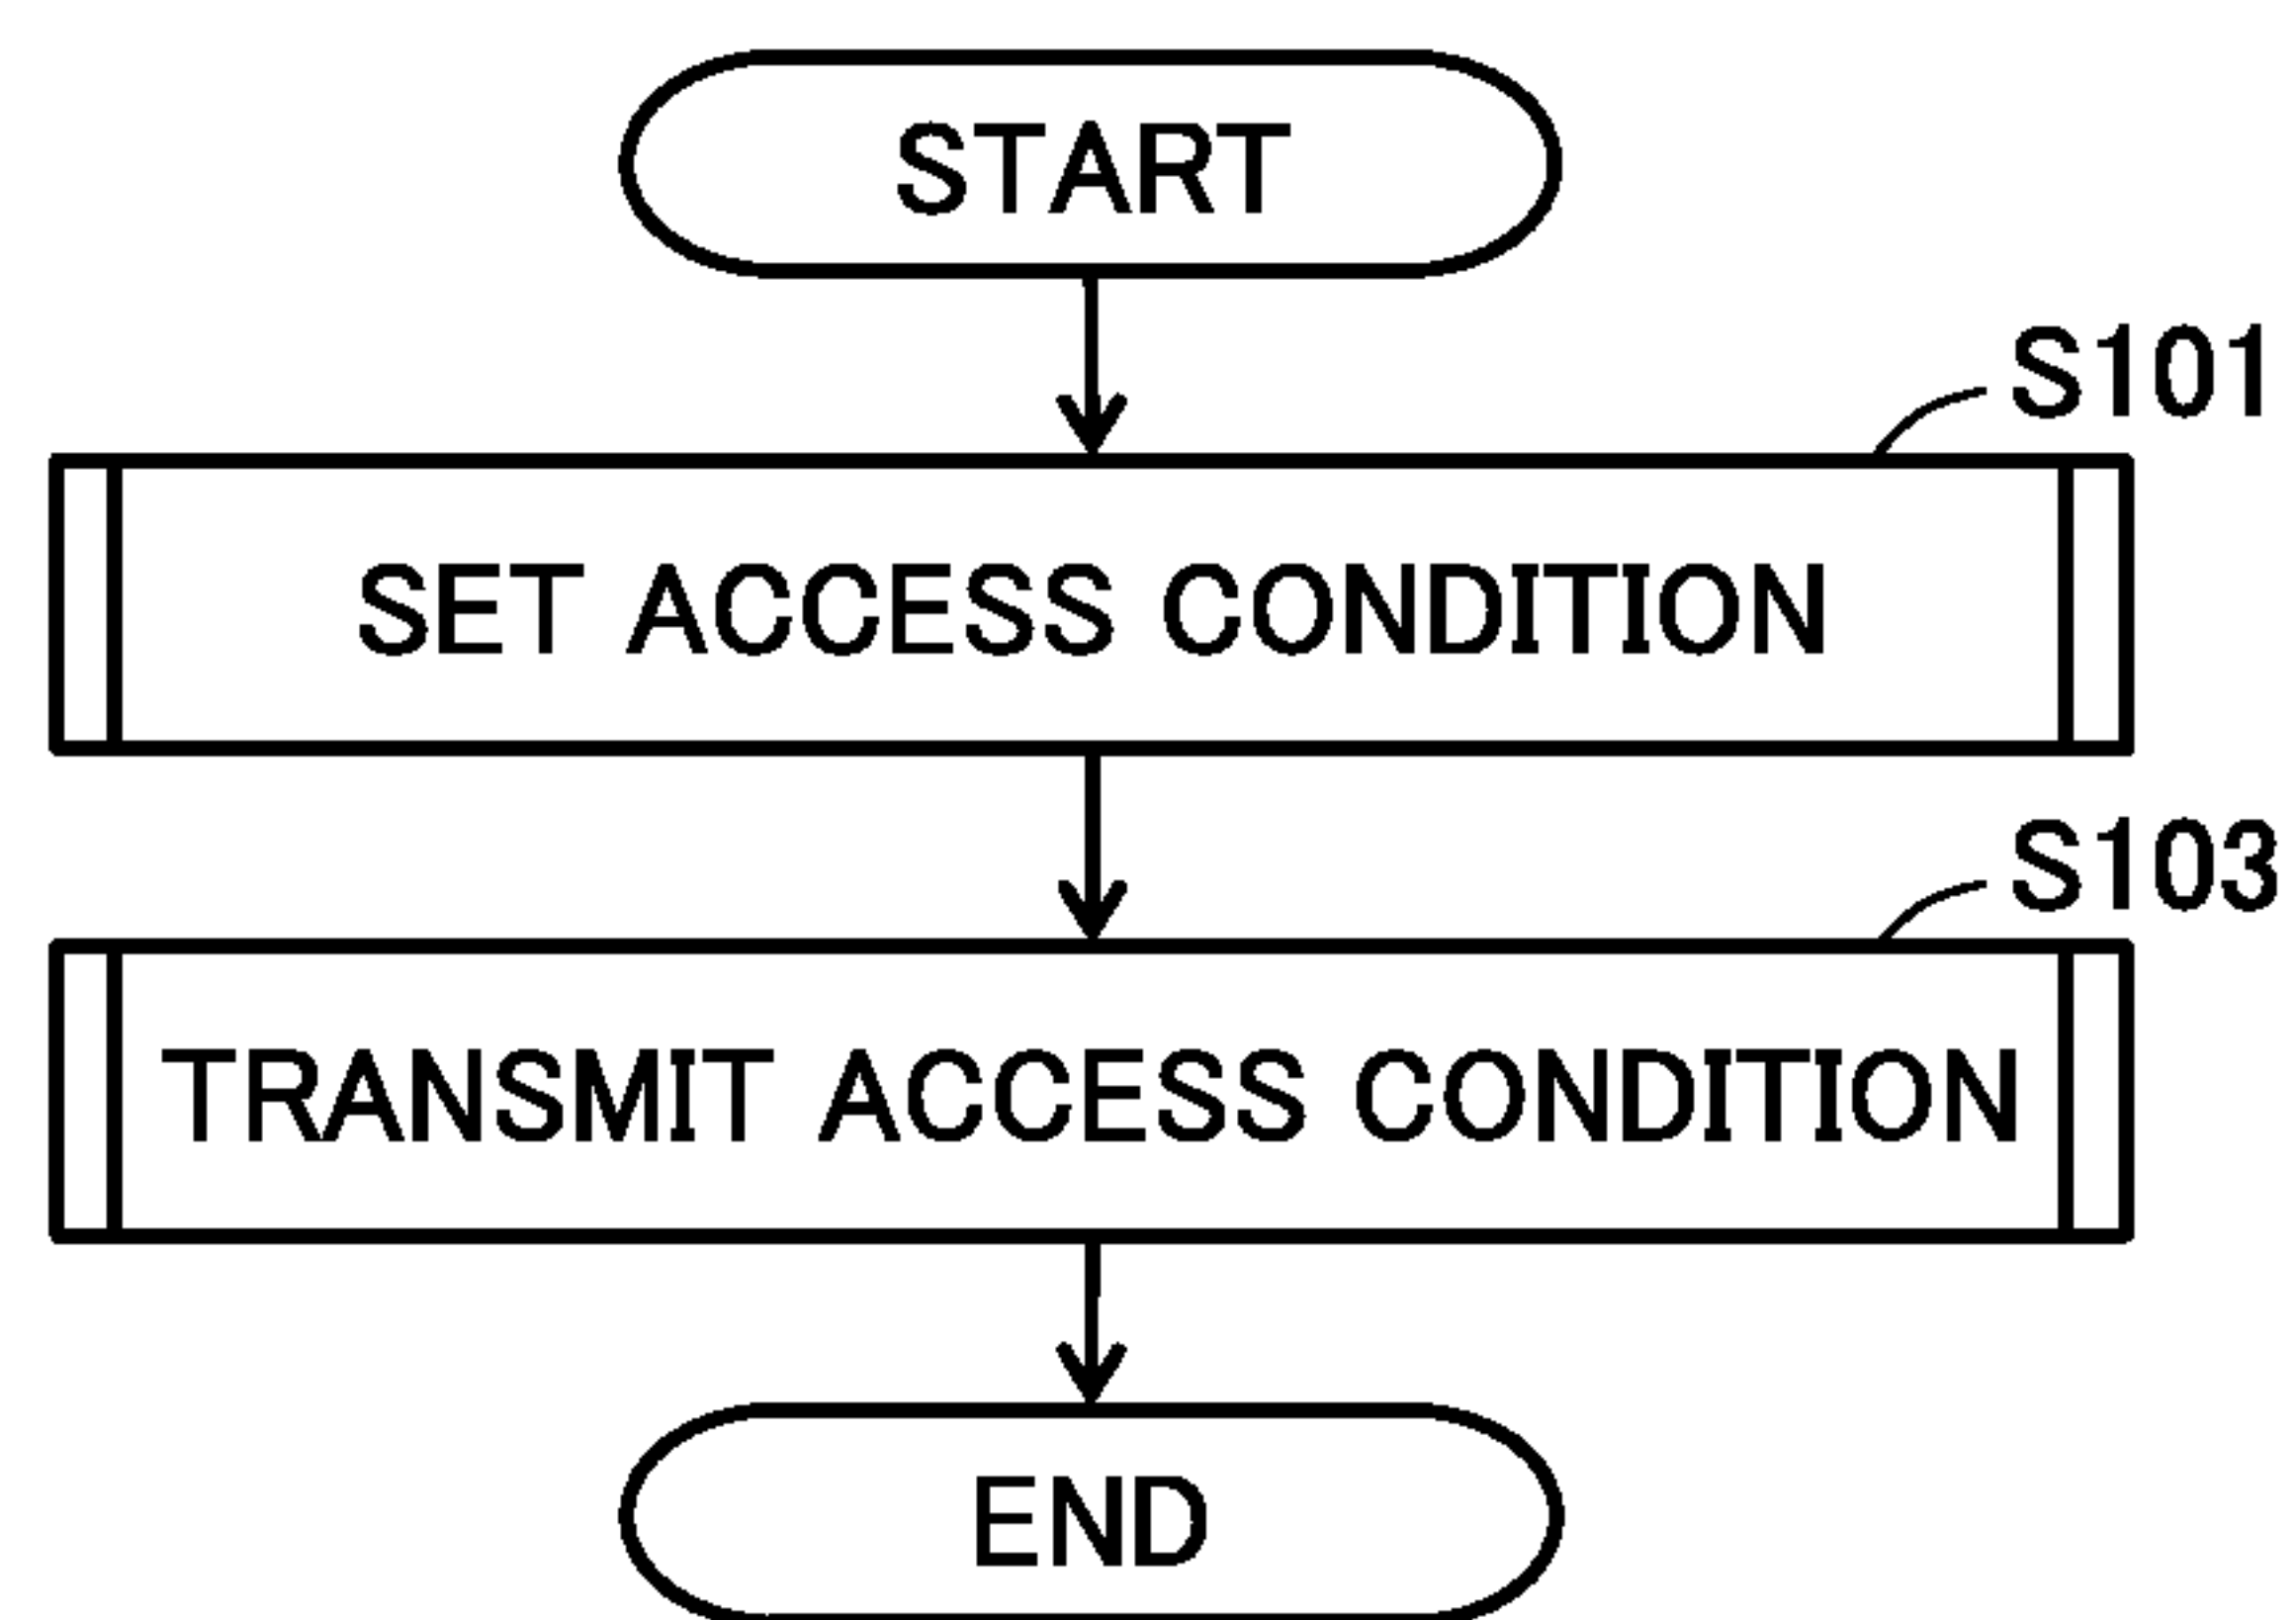 START
S101
SET ACCESS CONDITION
S103
TRANSMIT ACCESS CONDITION
END